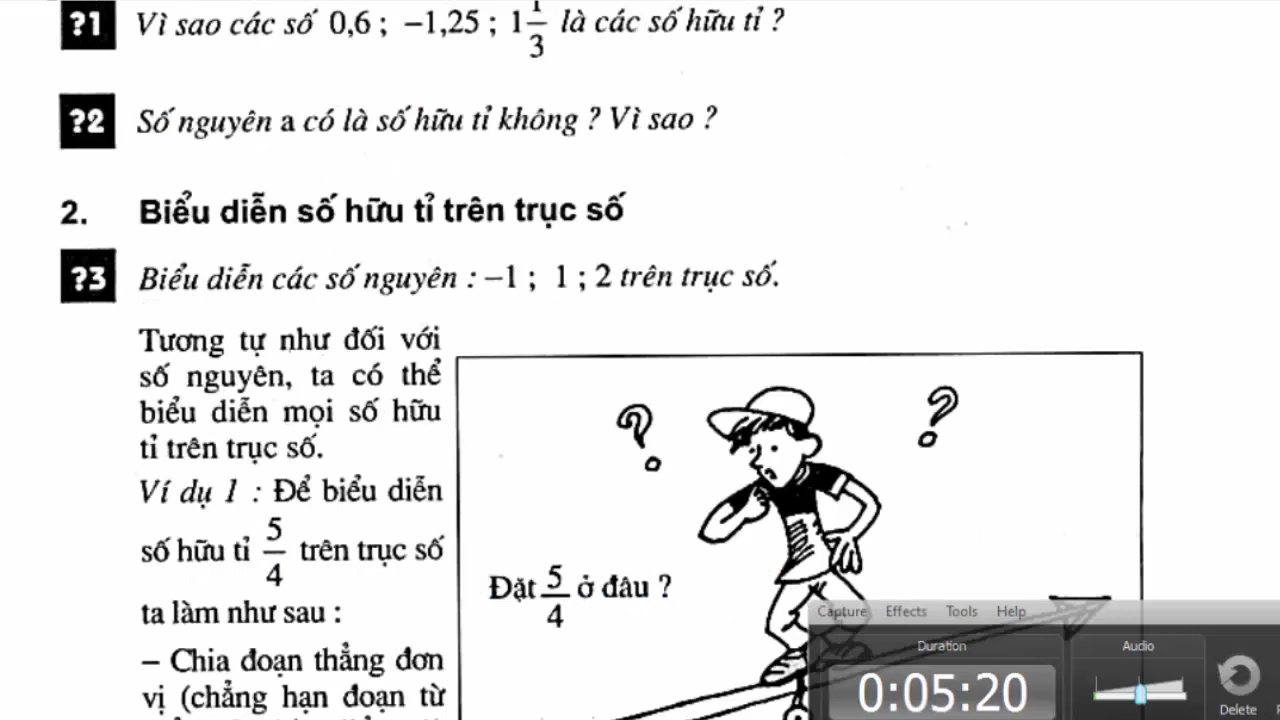 ?1 Vì sao các số 0,6 ; −1,25 ; 1 1/3 là các số hữu tỉ ?
?2 Số nguyên a có là số hữu tỉ không ? Vì sao ?
2. Biểu diễn số hữu tỉ trên trục số
?3 Biểu diễn các số nguyên : −1 ; 1 ; 2 trên trục số.
Tương tự như đối với
số nguyên, ta có thể
biểu diễn mọi số hữu
tỉ trên trục số.
Ví dụ 1 : Để biểu diễn
số hữu tỉ 5/4 trên trục số
ta làm như sau :
– Chia đoạn thẳng đơn
vị (chẳng hạn đoạn từ
? ?
Đặt 5/4 ở đâu ?
Capture Effects Tools Help
Duration Audio
0:05:20
Delete